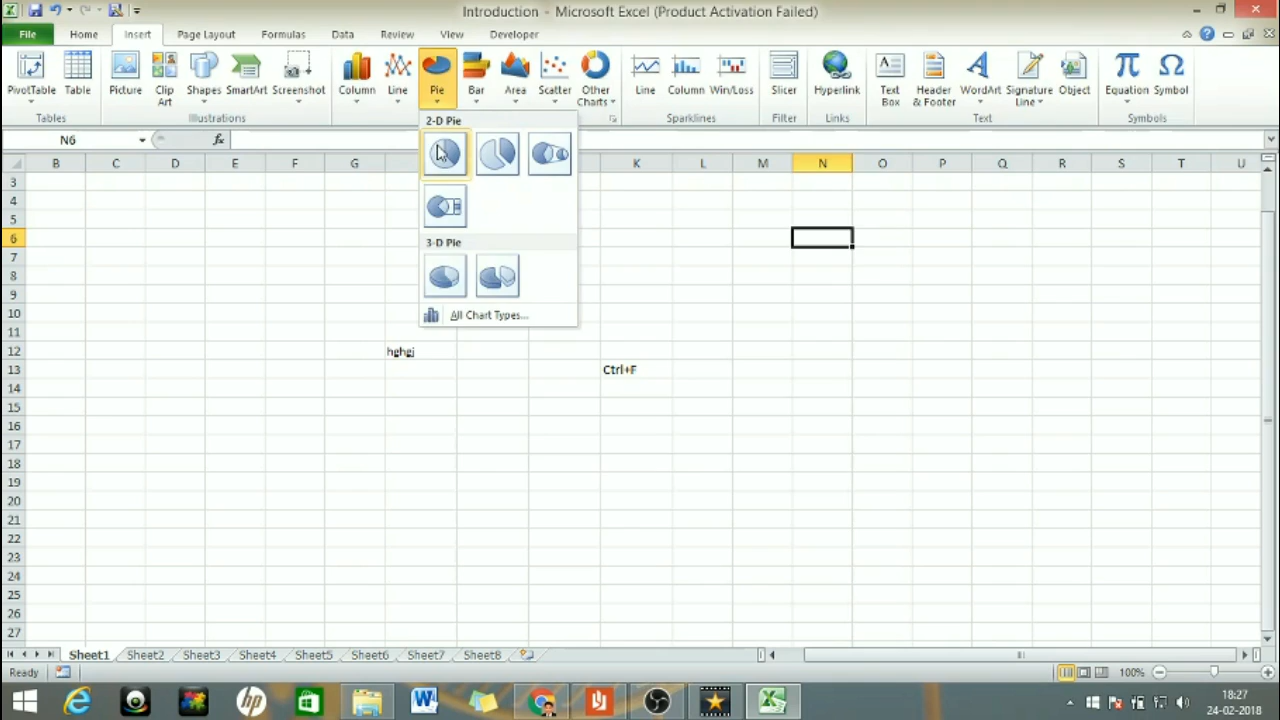 Introduction - Microsoft Excel (Product Activation Failed)
File Home Insert Page Layout Formulas Data Review View Developer
PivotTable Table Picture Clip Art Shapes SmartArt Screenshot Column Line Pie Bar Area Scatter Other Charts Line Column Win/Loss Slicer Hyperlink Text Box Header & Footer WordArt Signature Line Object Equation Symbol
Tables Illustrations Sparklines Filter Links Text Symbols
2-D Pie
N6 fx
B C D E F G K L M N O P Q R S T U
3
4
5
6
7
3-D Pie
8
9
10
All Chart Types...
11
12 hghgj
13 Ctrl+F
14
15
16
17
18
19
20
21
22
23
24
25
26
27
Sheet1 Sheet2 Sheet3 Sheet4 Sheet5 Sheet6 Sheet7 Sheet8
Ready 100%
18:27
24-02-2018